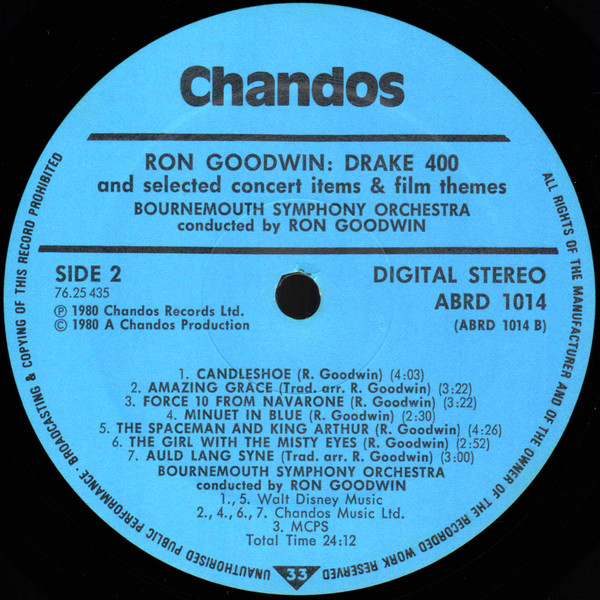 Chandos
RON GOODWIN: DRAKE 400
and selected concert items & film themes
BOURNEMOUTH SYMPHONY ORCHESTRA
conducted by RON GOODWIN
SIDE 2
76.25 435
Ⓟ 1980 Chandos Records Ltd.
© 1980 A Chandos Production
DIGITAL STEREO
ABRD 1014
(ABRD 1014 B)
1. CANDLESHOE (R. Goodwin) (4:03)
2. AMAZING GRACE (Trad. arr. R. Goodwin) (3:22)
3. FORCE 10 FROM NAVARONE (R. Goodwin) (3:22)
4. MINUET IN BLUE (R. Goodwin) (2:30)
5. THE SPACEMAN AND KING ARTHUR (R. Goodwin) (4:26)
6. THE GIRL WITH THE MISTY EYES (R. Goodwin) (2:52)
7. AULD LANG SYNE (Trad. arr. R. Goodwin) (3:00)
BOURNEMOUTH SYMPHONY ORCHESTRA
conducted by RON GOODWIN
1., 5. Walt Disney Music
2., 4., 6., 7. Chandos Music Ltd.
3. MCPS
Total Time 24:12
ALL RIGHTS OF THE MANUFACTURER AND OF THE OWNER OF THE RECORDED WORK RESERVED
33
UNAUTHORISED PUBLIC PERFORMANCE · BROADCASTING & COPYING OF THIS RECORD PROHIBITED